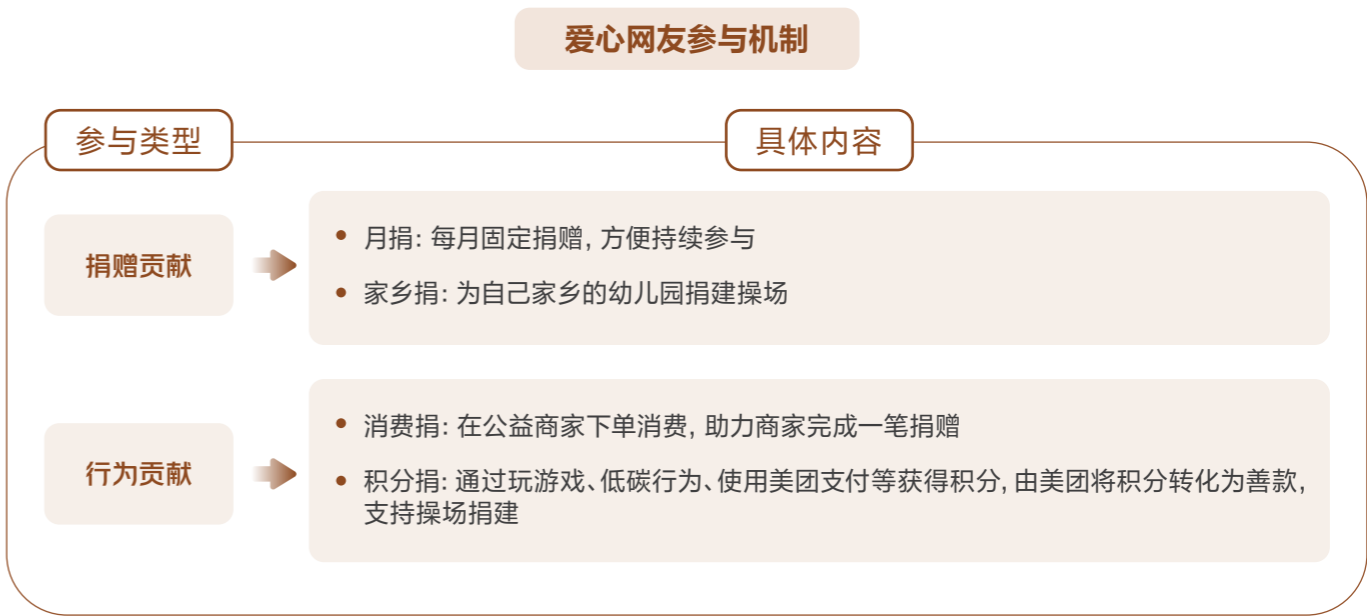 爱心网友参与机制
参与类型
具体内容
捐赠贡献
• 月捐: 每月固定捐赠, 方便持续参与
• 家乡捐: 为自己家乡的幼儿园捐建操场
行为贡献
• 消费捐: 在公益商家下单消费, 助力商家完成一笔捐赠
• 积分捐: 通过玩游戏、低碳行为、使用美团支付等获得积分, 由美团将积分转化为善款,
支持操场捐建